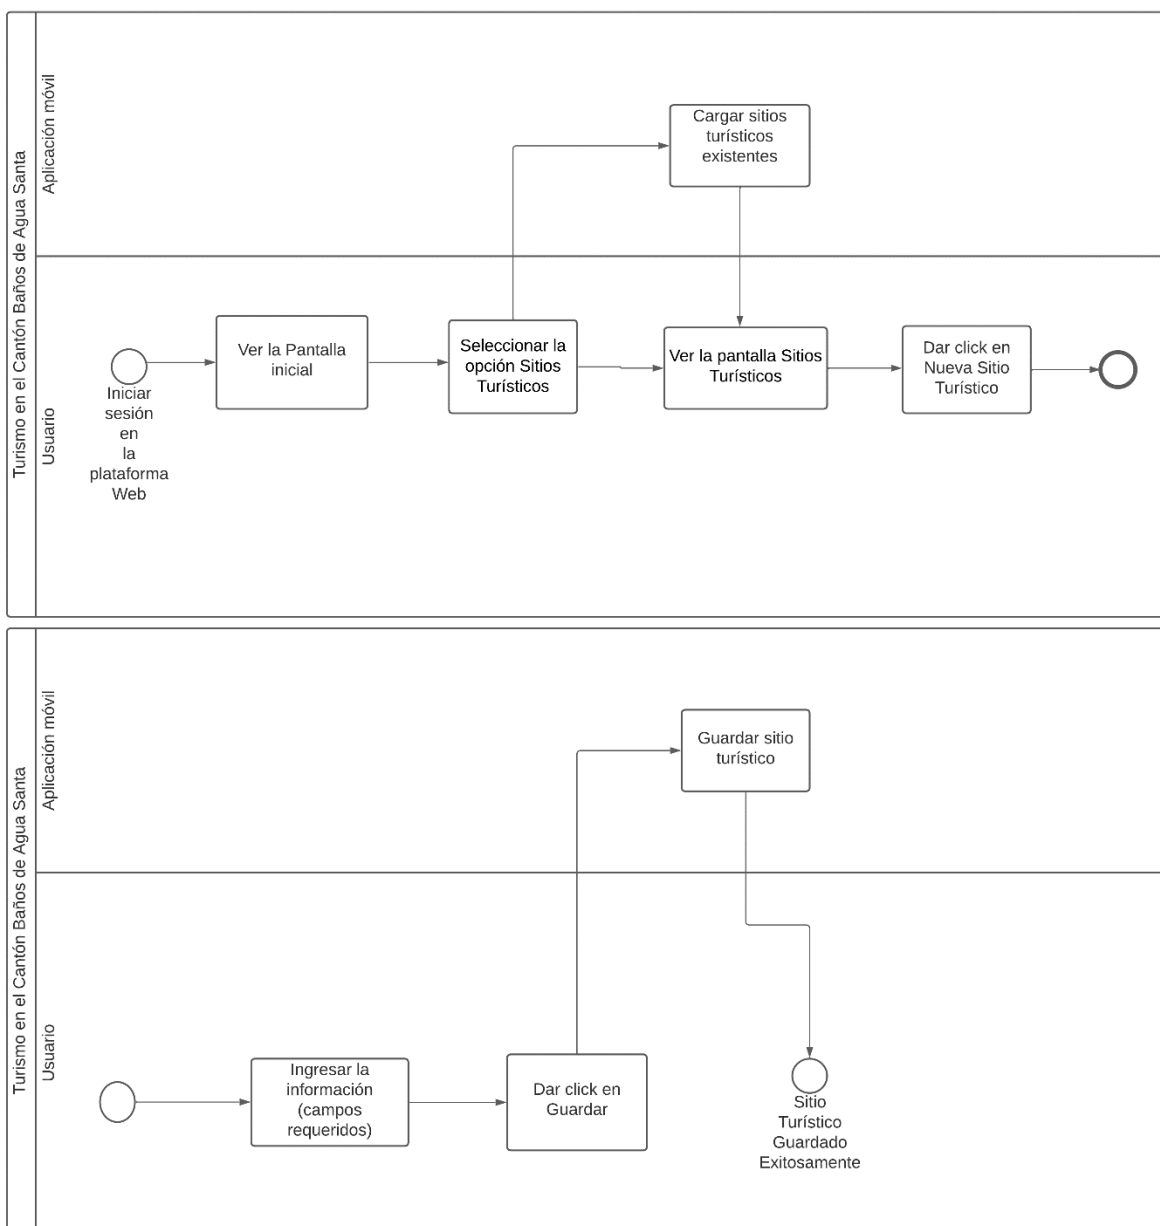 Turismo en el Cantón Baños de Agua Santa
Aplicación móvil
Cargar sitios
turísticos
existentes
Usuario
Iniciar
sesión
en
la
plataforma
Web
Ver la Pantalla
inicial
Seleccionar la
opción Sitios
Turísticos
Ver la pantalla Sitios
Turísticos
Dar click en
Nueva Sitio
Turístico
Turismo en el Cantón Baños de Agua Santa
Aplicación móvil
Guardar sitio
turístico
Usuario
Ingresar la
información
(campos
requeridos)
Dar click en
Guardar
Sitio
Turístico
Guardado
Exitosamente